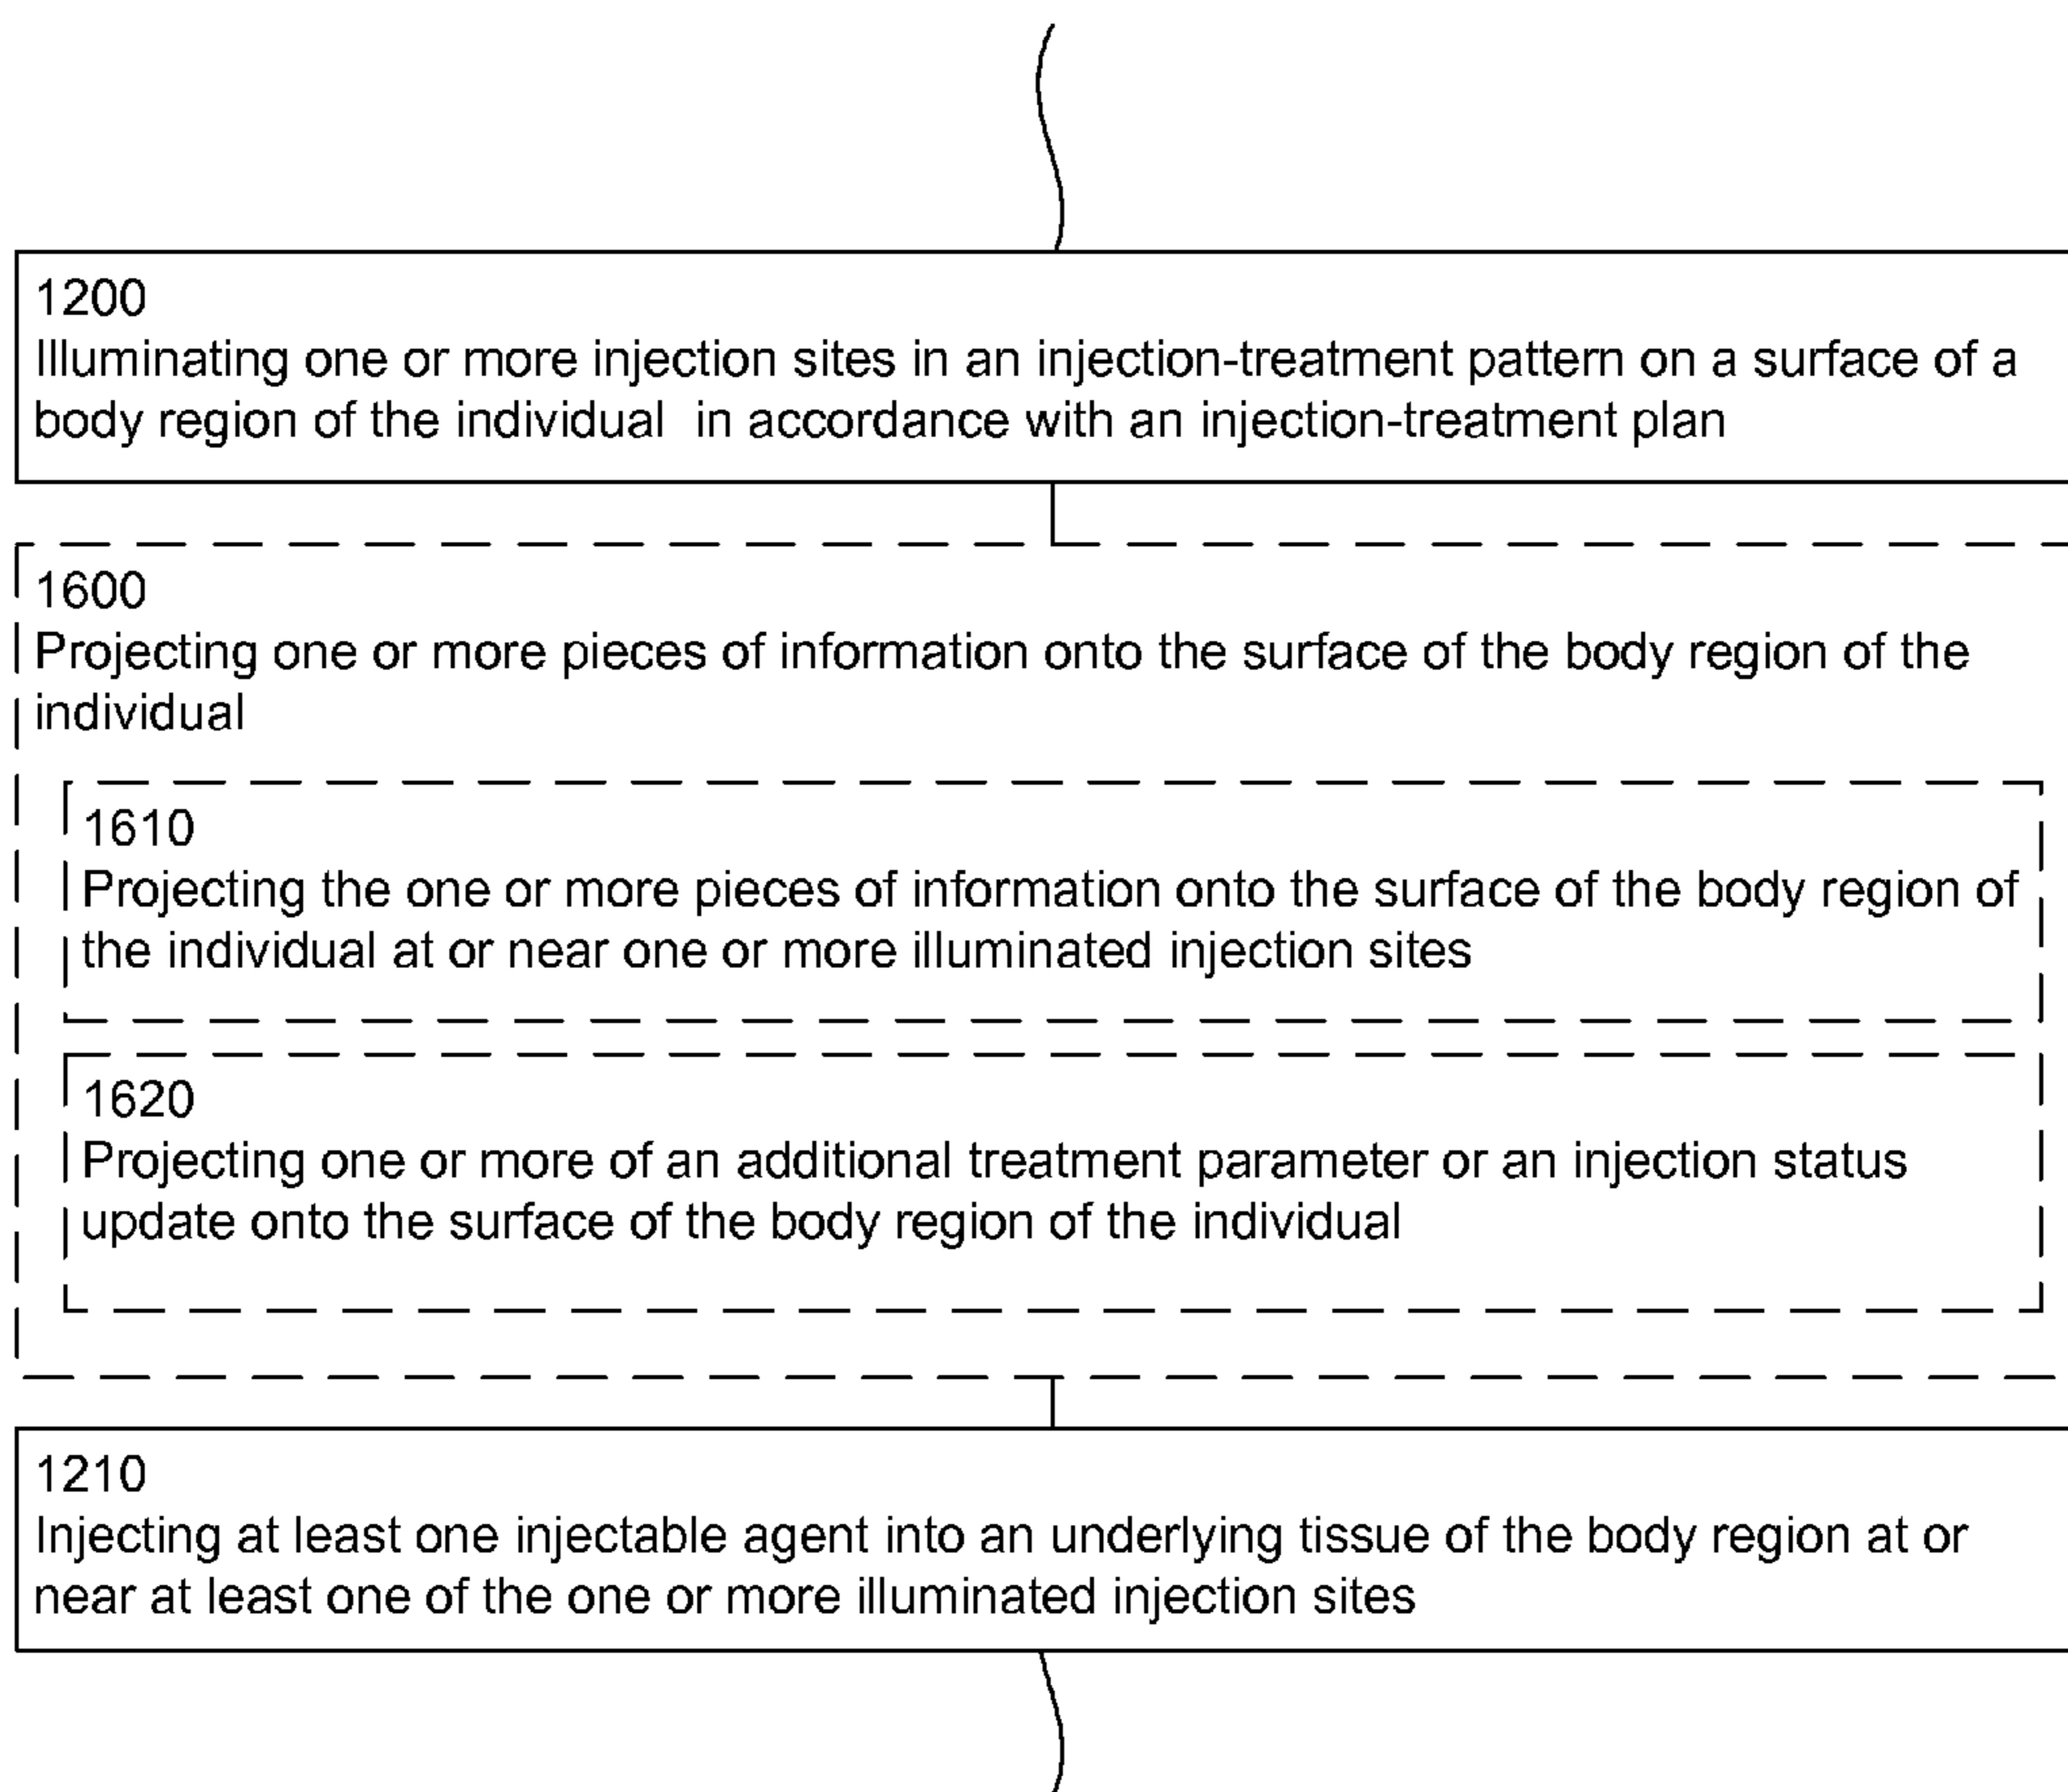 1200
Illuminating one or more injection sites in an injection-treatment pattern on a surface of a
body region of the individual  in accordance with an injection-treatment plan
1600
Projecting one or more pieces of information onto the surface of the body region of the
individual
1610
Projecting the one or more pieces of information onto the surface of the body region of
the individual at or near one or more illuminated injection sites
1620
Projecting one or more of an additional treatment parameter or an injection status
update onto the surface of the body region of the individual
1210
Injecting at least one injectable agent into an underlying tissue of the body region at or
near at least one of the one or more illuminated injection sites